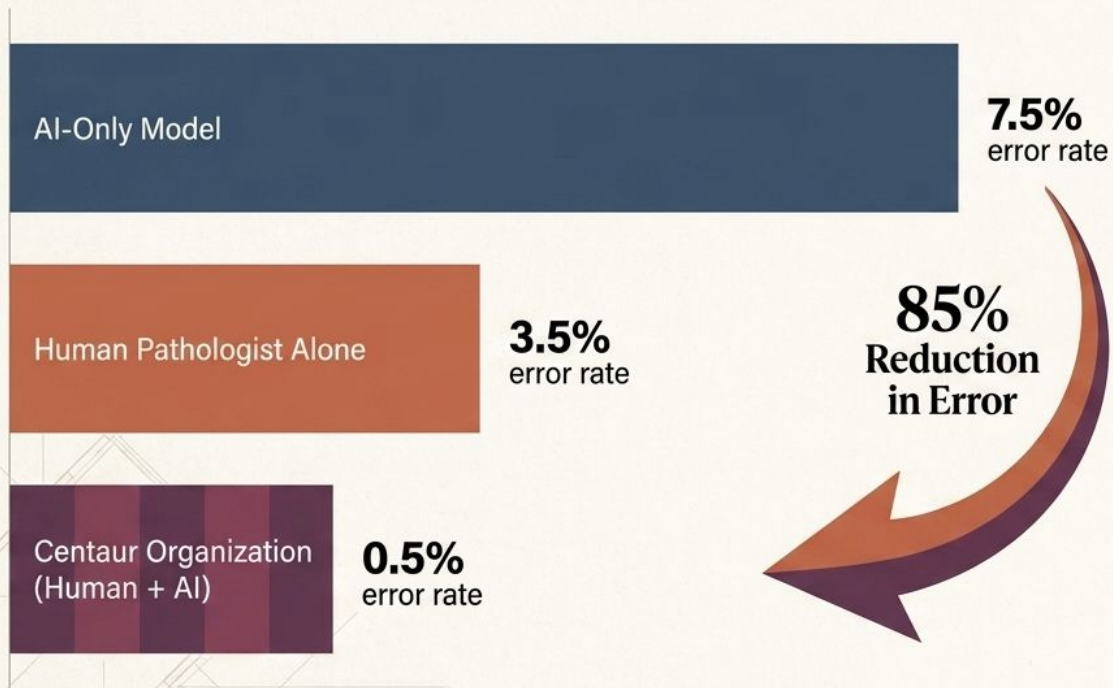 AI-Only Model
7.5%
error rate
Human Pathologist Alone
3.5%
error rate
85%
Reduction
in Error
Centaur Organization
(Human + AI)
0.5%
error rate